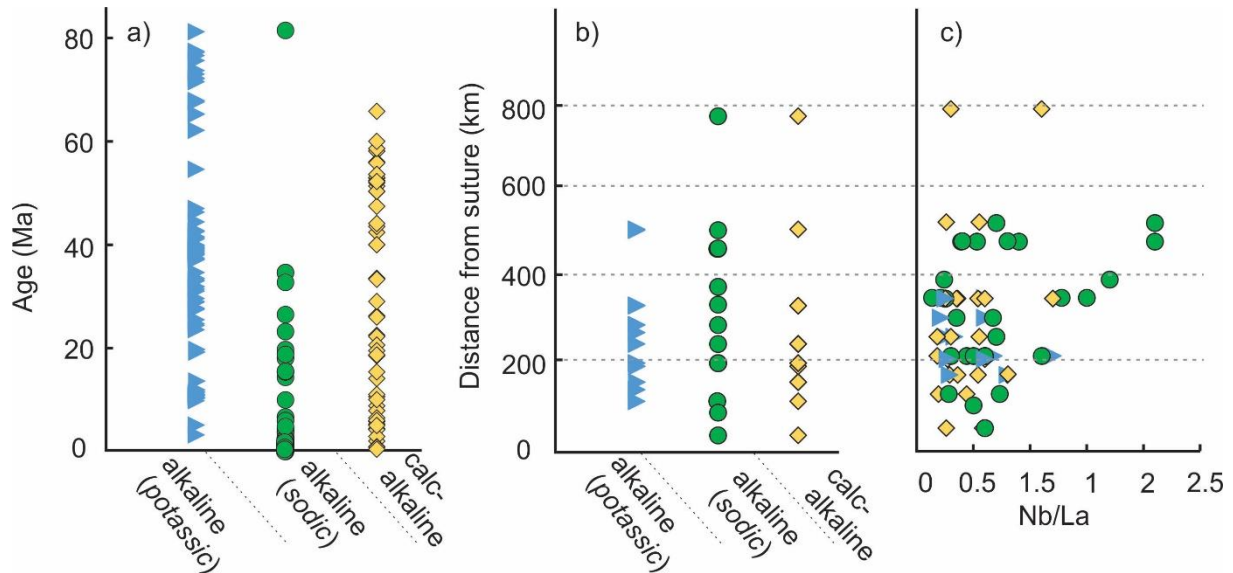 a)
80
60
40
20
0
Age (Ma)
alkaline
(potassic)
alkaline
(sodic)
calc-
alkaline
b)
800
600
400
200
0
Distance from suture (km)
alkaline
(potassic)
alkaline
(sodic)
calc-
alkaline
c)
0 0.5 1.5 1 2 2.5
Nb/La